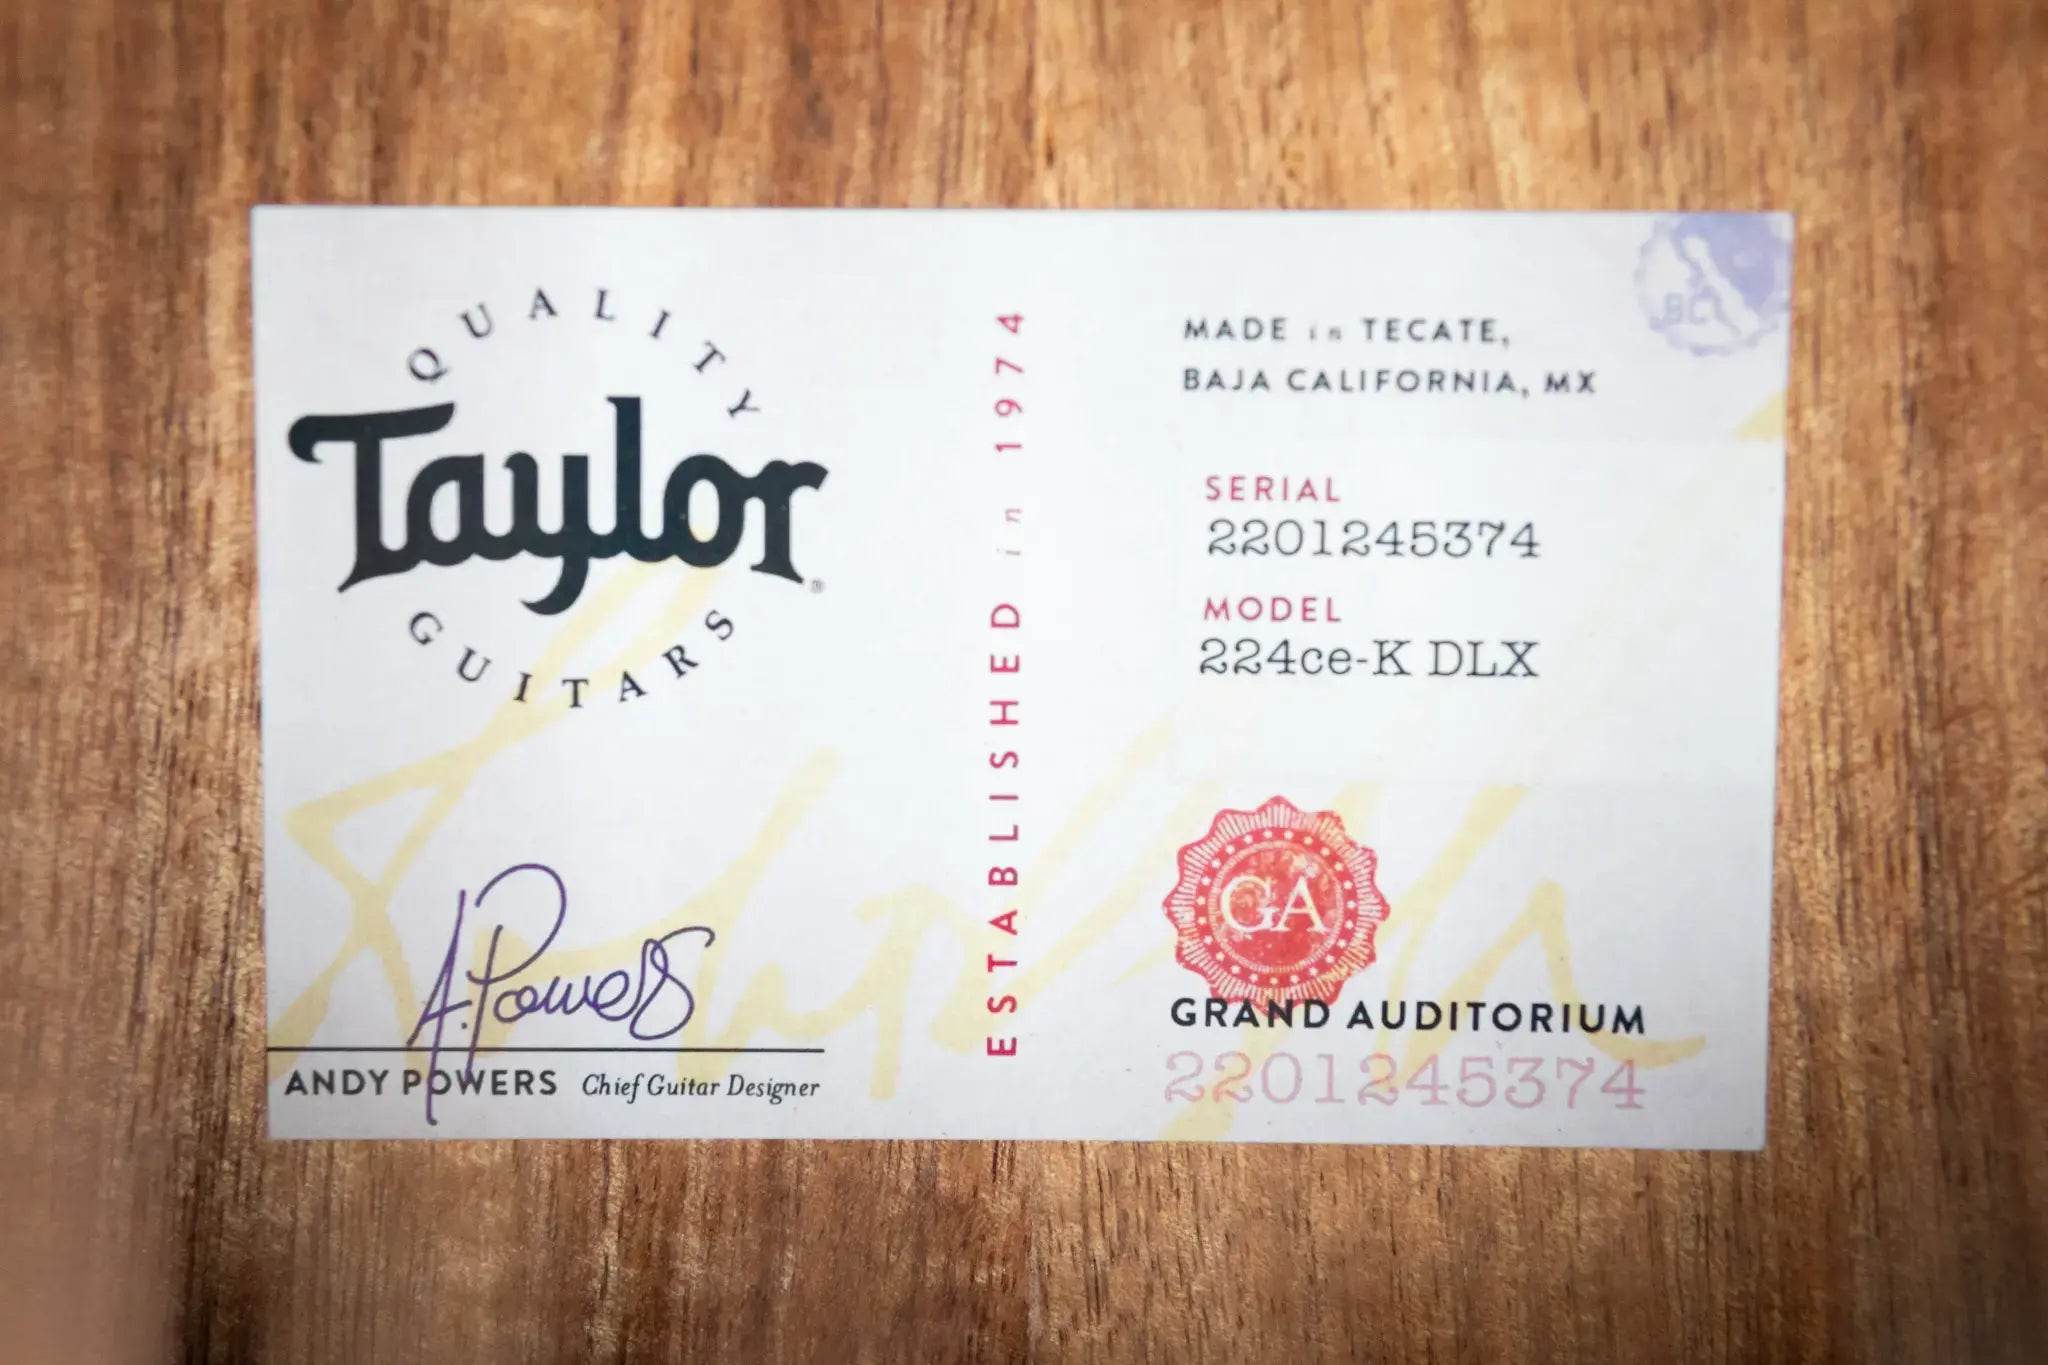 QUALITY
Taylor®
GUITARS
A. Powers
ANDY POWERS Chief Guitar Designer
ESTABLISHED in 1974
BC
MADE in TECATE,
BAJA CALIFORNIA, MX
SERIAL
2201245374
MODEL
224ce-K DLX
GA
GRAND AUDITORIUM
2201245374